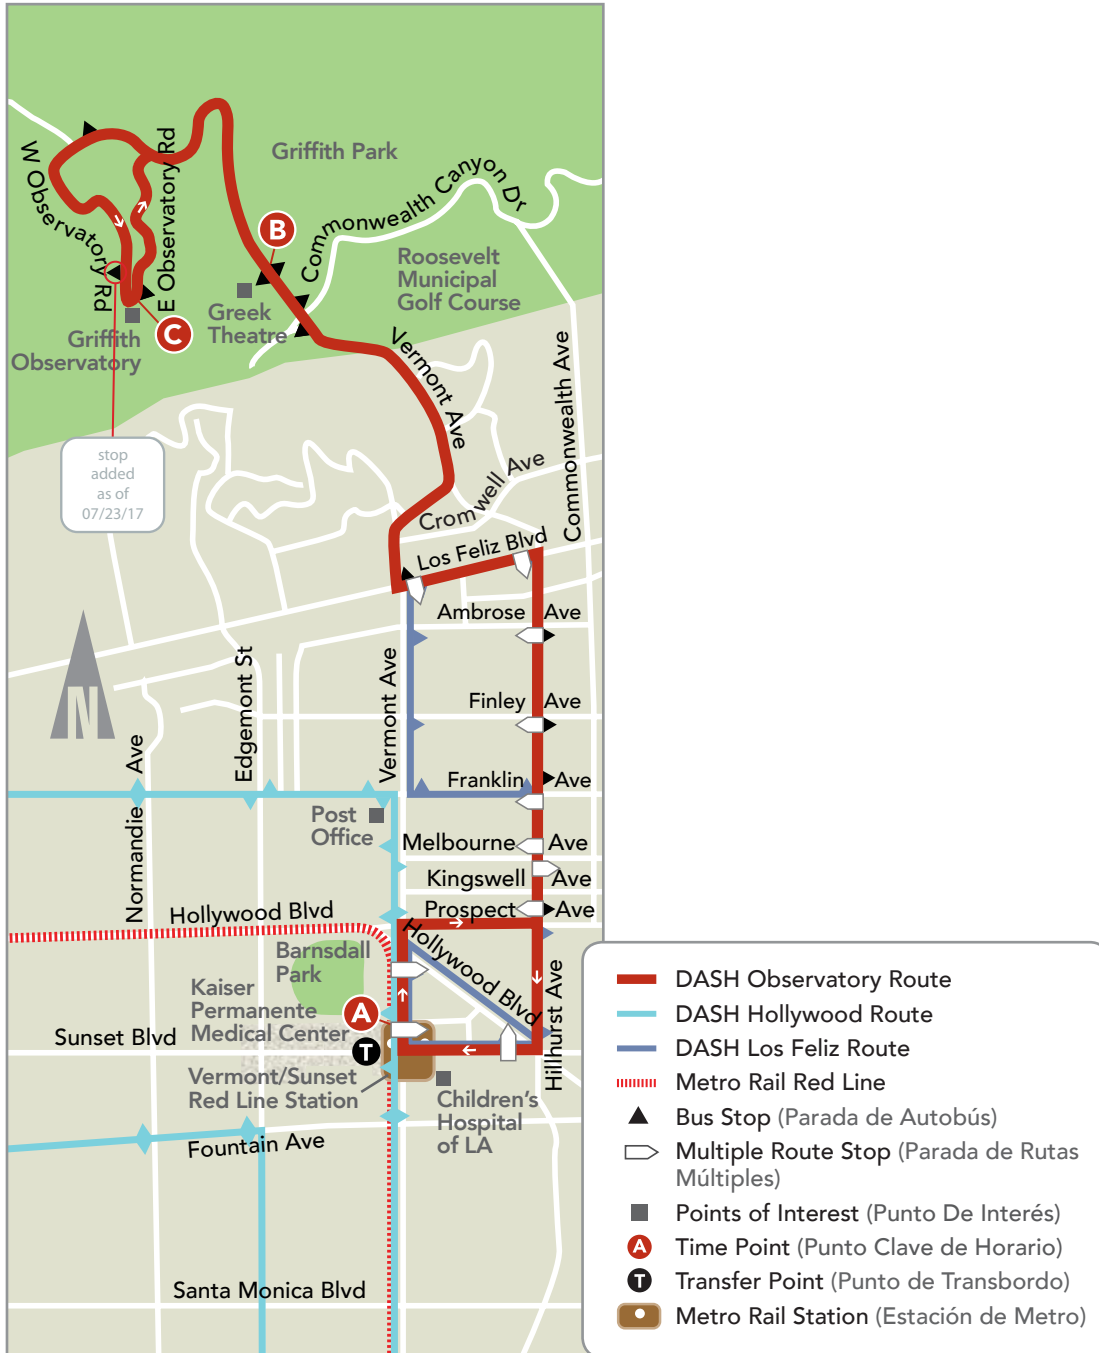 Griffith Park
W Observatory Rd
E Observatory Rd
Commonwealth Canyon Dr
B
Roosevelt
Municipal
Golf Course
Greek
Theatre
C
Griffith
Observatory
Vermont Ave
Commonwealth Ave
stop
added
as of
07/23/17
Cromwell Ave
Los Feliz Blvd
Ambrose Ave
N
Edgemont St
Vermont Ave
Finley Ave
Normandie Ave
Franklin Ave
Post
Office
Melbourne Ave
Kingswell Ave
Prospect Ave
Hollywood Blvd
Hollywood Blvd
Barnsdall
Park
Kaiser
Permanente
Medical Center
A
Sunset Blvd
T
Hillhurst Ave
Vermont/Sunset
Red Line Station
Children's
Hospital
of LA
Fountain Ave
Santa Monica Blvd
DASH Observatory Route
DASH Hollywood Route
DASH Los Feliz Route
Metro Rail Red Line
Bus Stop (Parada de Autobús)
Multiple Route Stop (Parada de Rutas
Múltiples)
Points of Interest (Punto De Interés)
A Time Point (Punto Clave de Horario)
T Transfer Point (Punto de Transbordo)
Metro Rail Station (Estación de Metro)